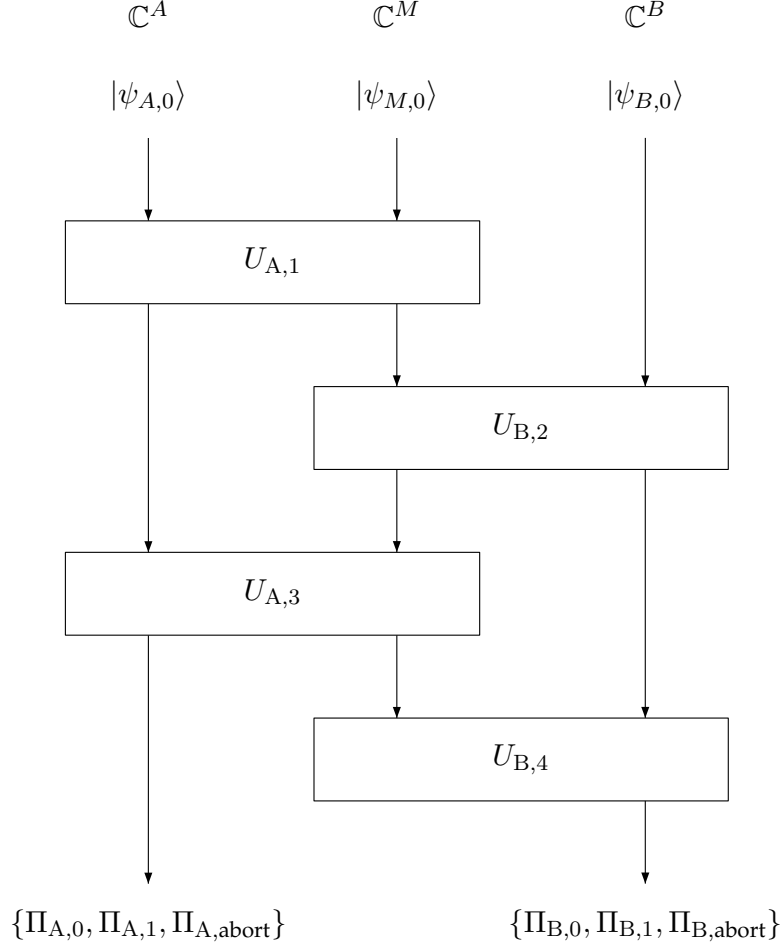 ℂ^A ℂ^M ℂ^B
|ψ_{A,0}⟩ |ψ_{M,0}⟩ |ψ_{B,0}⟩
U_{A,1}
U_{B,2}
U_{A,3}
U_{B,4}
{Π_{A,0}, Π_{A,1}, Π_{A,abort}} {Π_{B,0}, Π_{B,1}, Π_{B,abort}}